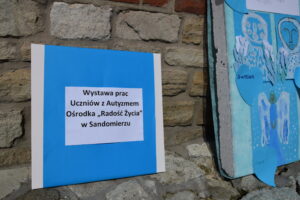 Wystawa prac
Uczniów z Autyzmem
Ośrodka „Radość Życia"
w Sandomierzu